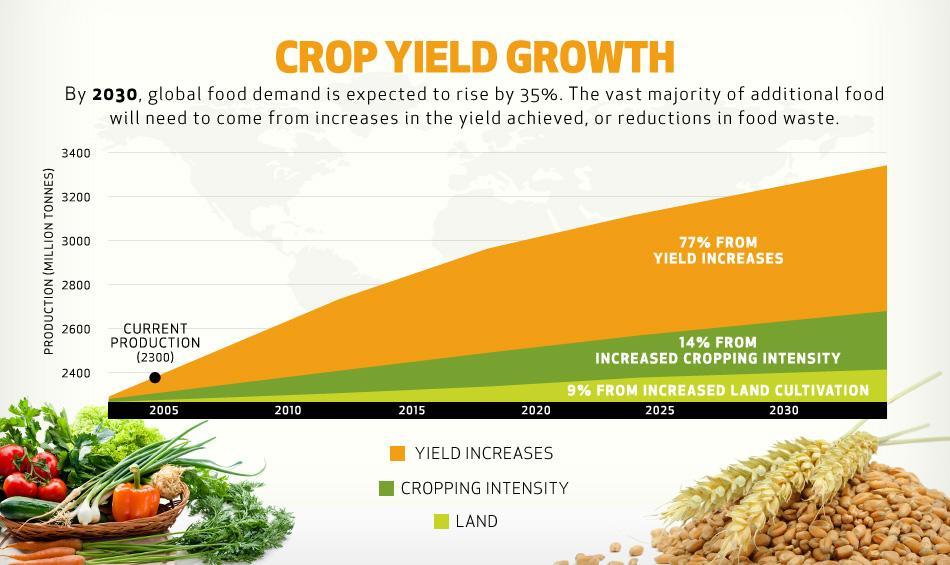 CROP YIELD GROWTH
By 2030, global food demand is expected to rise by 35%. The vast majority of additional food
will need to come from increases in the yield achieved, or reductions in food waste.
PRODUCTION (MILLION TONNES)
3400
3200
3000
2800
2600
2400
CURRENT
PRODUCTION
(2300)
77% FROM
YIELD INCREASES
14% FROM
INCREASED CROPPING INTENSITY
9% FROM INCREASED LAND CULTIVATION
2005 2010 2015 2020 2025 2030
YIELD INCREASES
CROPPING INTENSITY
LAND